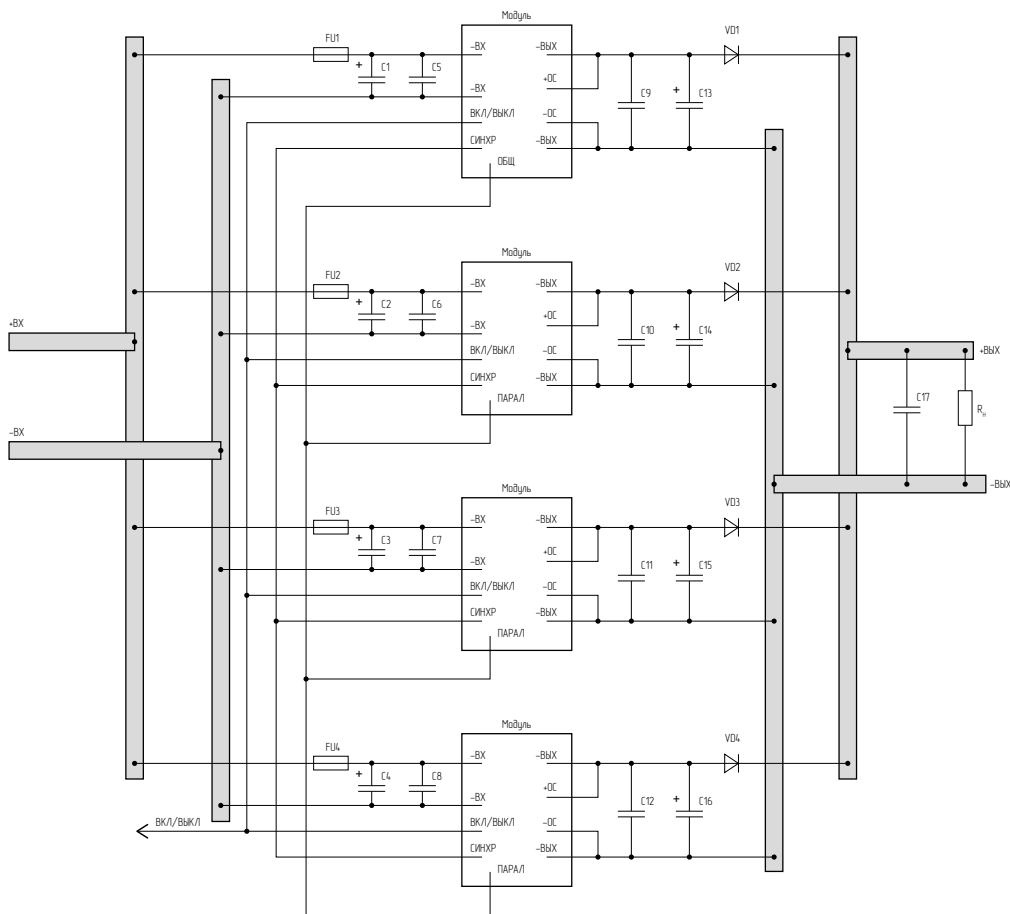 Модуль
FU1
+
C1
C5
-ВХ
-ВХ
ВКЛ/ВЫКЛ
СИНХР
ОБЩ
-ВЫХ
+ОС
-ОС
-ВЫХ
C9
+
C13
VD1
Модуль
FU2
+
C2
C6
-ВХ
-ВХ
ВКЛ/ВЫКЛ
СИНХР
ПАРАЛ
-ВЫХ
+ОС
-ОС
-ВЫХ
C10
+
C14
VD2
+ВХ
-ВХ
+ВЫХ
C17
Rн
-ВЫХ
Модуль
FU3
+
C3
C7
-ВХ
-ВХ
ВКЛ/ВЫКЛ
СИНХР
ПАРАЛ
-ВЫХ
+ОС
-ОС
-ВЫХ
C11
+
C15
VD3
Модуль
FU4
+
C4
C8
-ВХ
-ВХ
ВКЛ/ВЫКЛ
СИНХР
ПАРАЛ
-ВЫХ
+ОС
-ОС
-ВЫХ
C12
+
C16
VD4
ВКЛ/ВЫКЛ